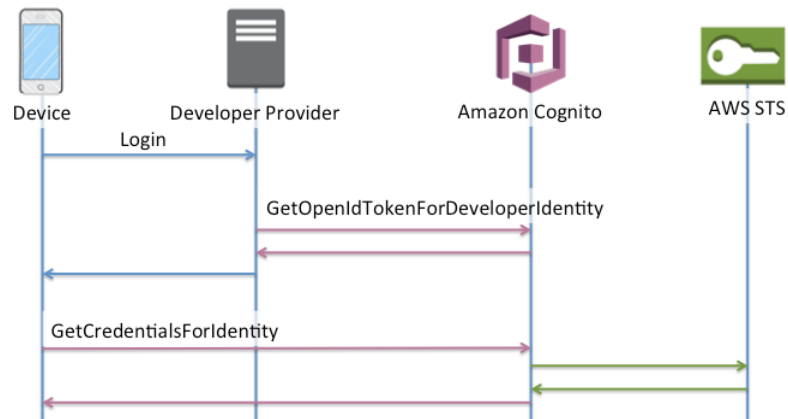 Device
Developer Provider
Amazon Cognito
AWS STS
Login
GetOpenIdTokenForDeveloperIdentity
GetCredentialsForIdentity